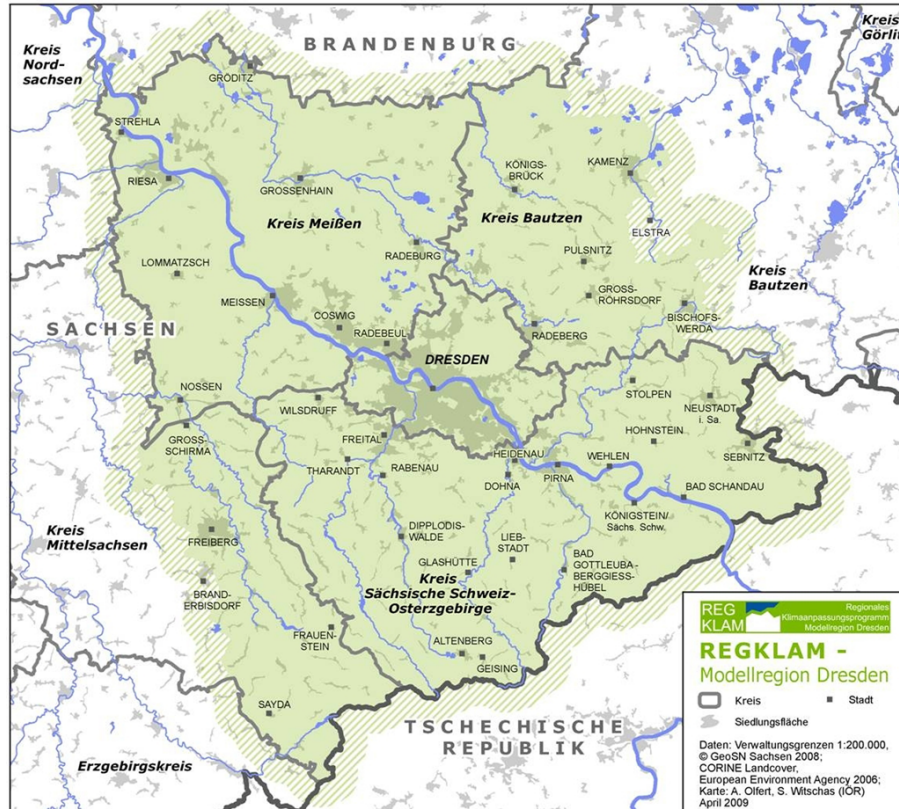 BRANDENBURG
Kreis
Nord-
sachsen
Kreis
Görlitz
GRÖDITZ
STREHLA
RIESA
GROSSENHAIN
KÖNIGS-
BRÜCK
KAMENZ
Kreis Meißen
Kreis Bautzen
ELSTRA
LOMMATZSCH
RADEBURG
PULSNITZ
Kreis
Bautzen
MEISSEN
GROSS-
RÖHRSDORF
COSWIG
RADEBEUL
RADEBERG
BISCHOFS-
WERDA
SACHSEN
DRESDEN
NOSSEN
WILSDRUFF
STOLPEN
NEUSTADT
i. Sa.
GROSS-
SCHIRMA
FREITAL
HOHNSTEIN
THARANDT
RABENAU
HEIDENAU
DOHNA
PIRNA
WEHLEN
SEBNITZ
BAD SCHANDAU
KÖNIGSTEIN/
Sächs. Schw.
Kreis
Mittelsachsen
FREIBERG
DIPPLODIS-
WALDE
LIEB-
STADT
GLASHÜTTE
BAD
GOTTLEUBA-
BERGGIESS-
HÜBEL
BRAND-
ERBISDORF
Kreis
Sächsische Schweiz-
Osterzgebirge
FRAUEN-
STEIN
ALTENBERG
GEISING
SAYDA
TSCHECHISCHE
REPUBLIK
Erzgebirgskreis
REG
KLAM
Regionales
Klimaanpassungsprogramm
Modellregion Dresden
REGKLAM -
Modellregion Dresden
Kreis
Stadt
Siedlungsfläche
Daten: Verwaltungsgrenzen 1:200.000,
© GeoSN Sachsen 2008;
CORINE Landcover,
European Environment Agency 2006;
Karte: A. Olfert, S. Witschas (IÖR)
April 2009